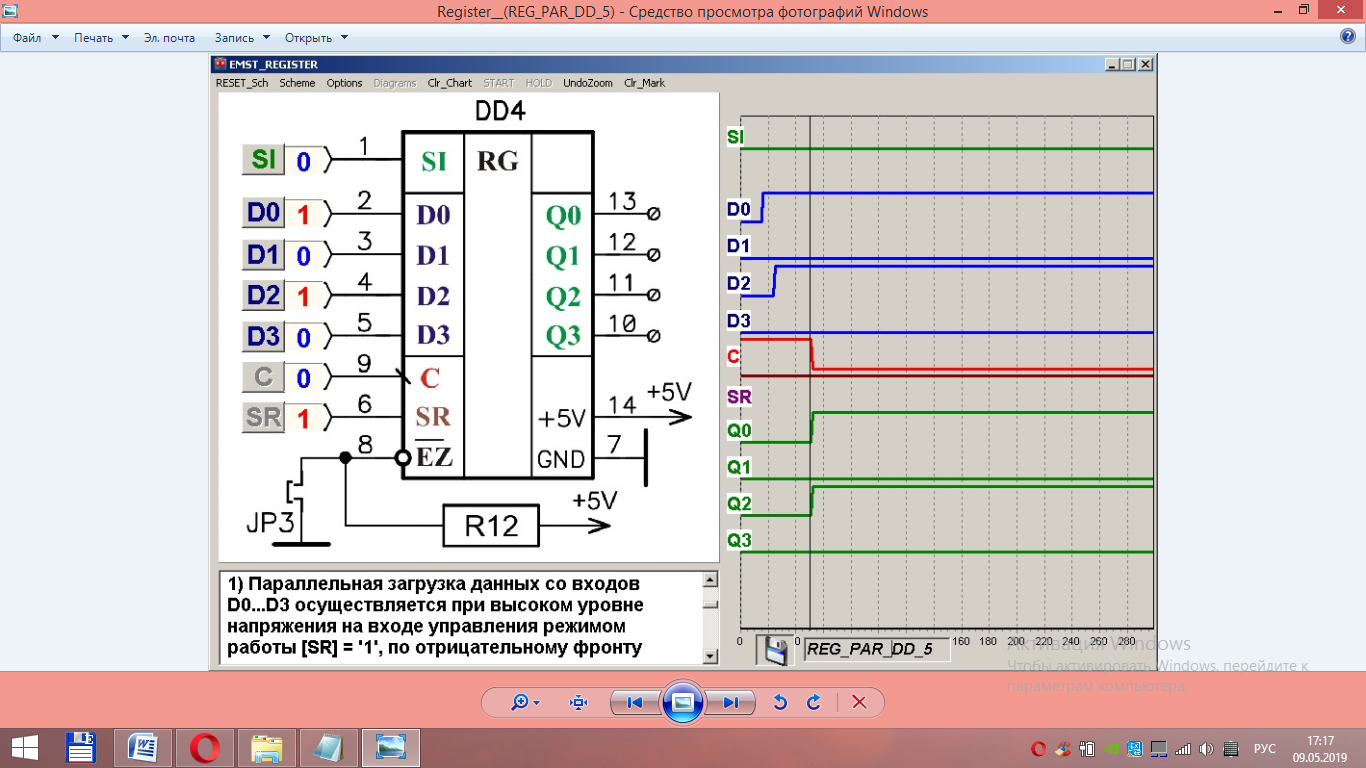 Register__(REG_PAR_DD_5) - Средство просмотра фотографий Windows
Файл Печать Эл. почта Запись Открыть
EMST_REGISTER
RESET_Sch Scheme Options Diagrams Clr_Chart START HOLD UndoZoom Clr_Mark
DD4
SI 0 1 SI RG
D0 1 2 D0 Q0 13
D1 0 3 D1 Q1 12
D2 1 4 D2 Q2 11
D3 0 5 D3 Q3 10
C 0 9 C
SR 1 6 SR +5V 14 +5V
8 EZ GND 7
JP3 R12 +5V
SI
D0
D1
D2
D3
C
SR
Q0
Q1
Q2
Q3
0 0 160 180 200 220 240 260 280
REG_PAR_DD_5
1) Параллельная загрузка данных со входов
D0...D3 осуществляется при высоком уровне
напряжения на входе управления режимом
работы [SR] = '1', по отрицательному фронту
Активация Windows
Чтобы активировать Windows, перейдите к
параметрам компьютера.
РУС
17:17
09.05.2019